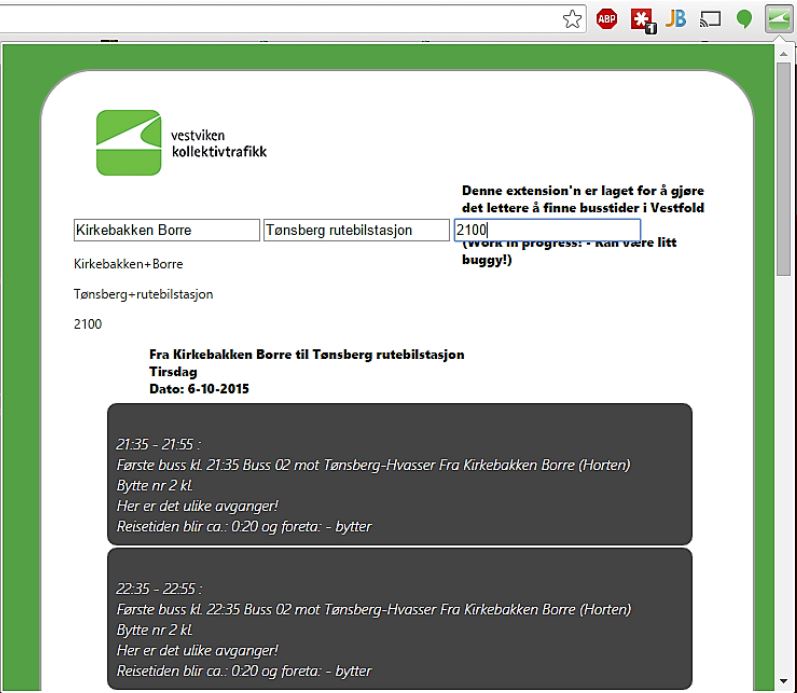 ABP
1
JB
vestviken
kollektivtrafikk
Denne extension'n er laget for å gjøre
det lettere å finne busstider i Vestfold
Kirkebakken Borre
Tønsberg rutebilstasjon
2100
(Work in progress! - Kan være litt
buggy!)
Kirkebakken+Borre
Tønsberg+rutebilstasjon
2100
Fra Kirkebakken Borre til Tønsberg rutebilstasjon
Tirsdag
Dato: 6-10-2015
21:35 - 21:55 :
Første buss kl. 21:35 Buss 02 mot Tønsberg-Hvasser Fra Kirkebakken Borre (Horten)
Bytte nr 2 kl.
Her er det ulike avganger!
Reisetiden blir ca.: 0:20 og foreta: - bytter
22:35 - 22:55 :
Første buss kl. 22:35 Buss 02 mot Tønsberg-Hvasser Fra Kirkebakken Borre (Horten)
Bytte nr 2 kl.
Her er det ulike avganger!
Reisetiden blir ca.: 0:20 og foreta: - bytter